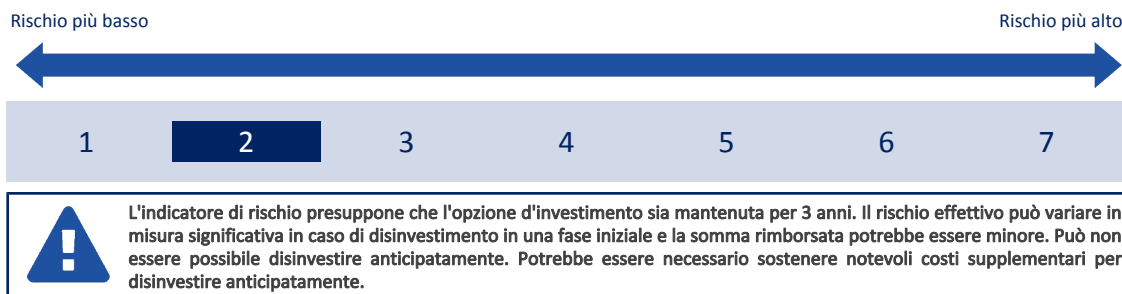 Rischio più basso Rischio più alto
1 2 3 4 5 6 7
L'indicatore di rischio presuppone che l'opzione d'investimento sia mantenuta per 3 anni. Il rischio effettivo può variare in
misura significativa in caso di disinvestimento in una fase iniziale e la somma rimborsata potrebbe essere minore. Può non
essere possibile disinvestire anticipatamente. Potrebbe essere necessario sostenere notevoli costi supplementari per
disinvestire anticipatamente.